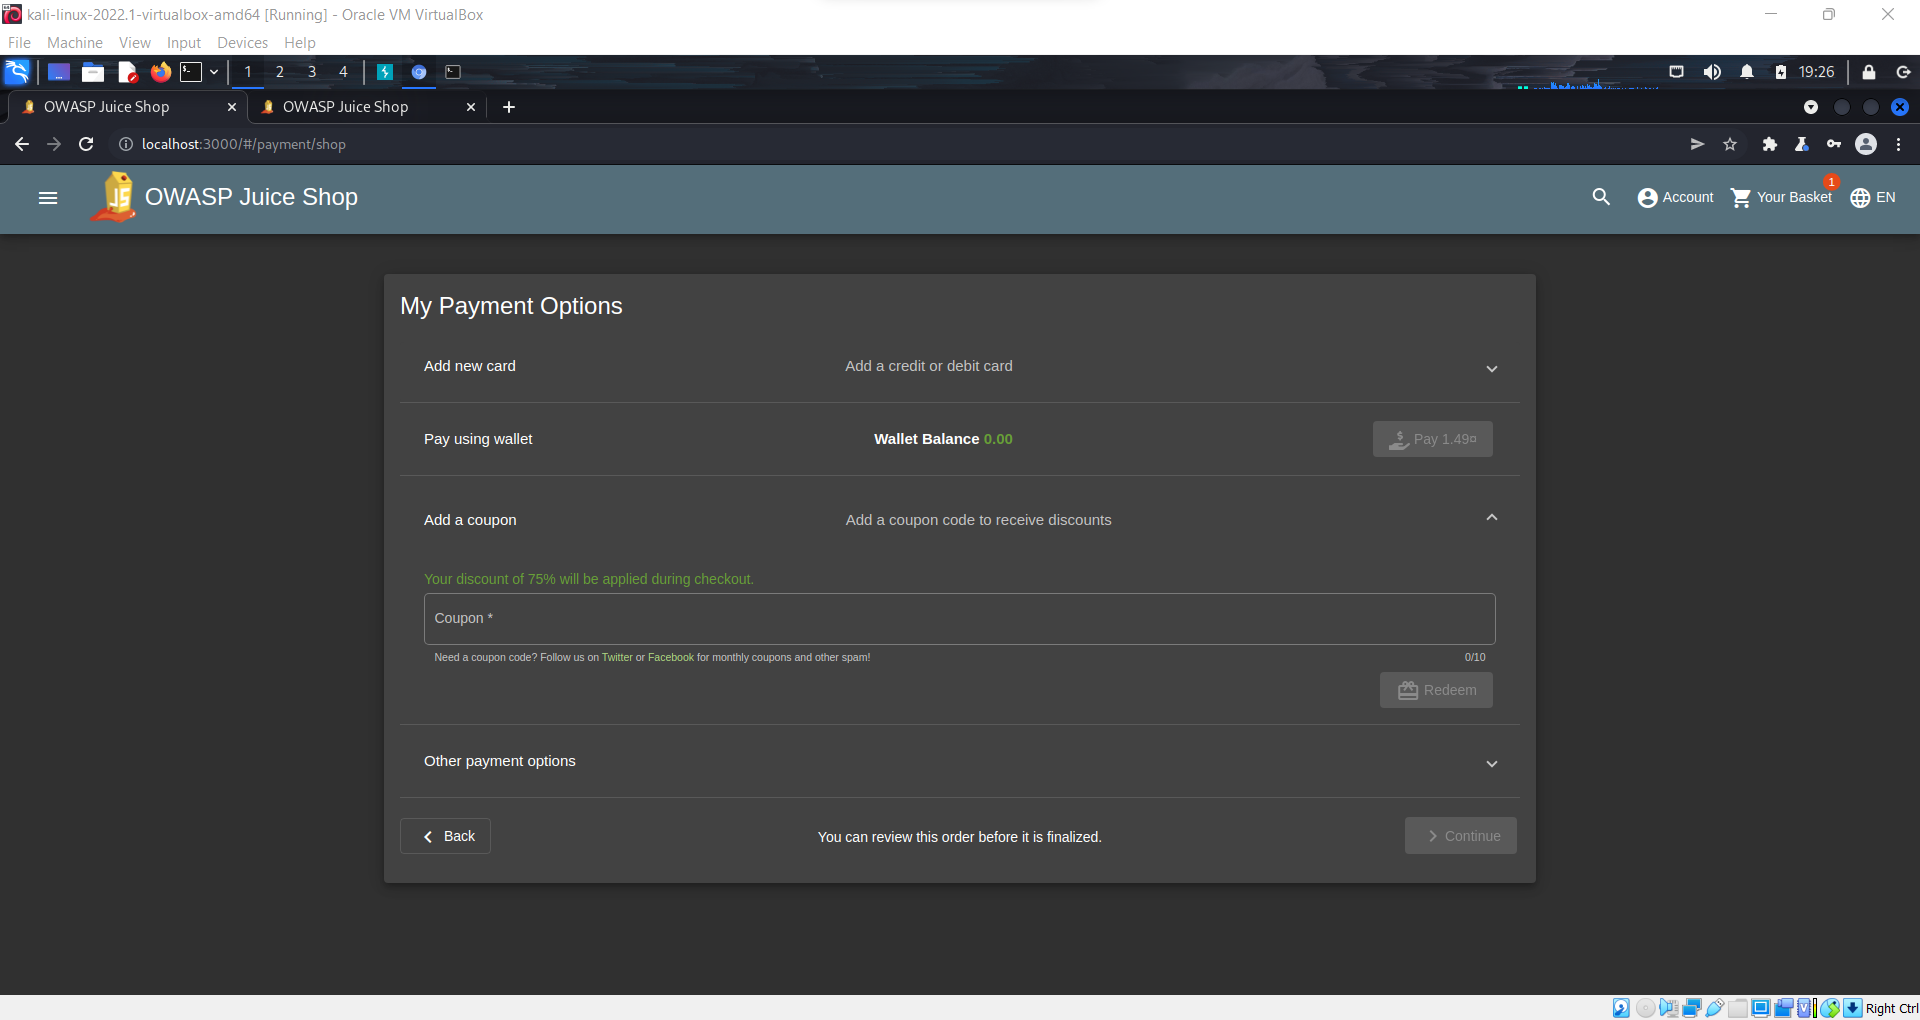 kali-linux-2022.1-virtualbox-amd64 [Running] - Oracle VM VirtualBox
File Machine View Input Devices Help
1 2 3 4 19:26
OWASP Juice Shop OWASP Juice Shop
localhost:3000/#/payment/shop
JS OWASP Juice Shop Account Your Basket 1 EN
My Payment Options
Add new card Add a credit or debit card
Pay using wallet Wallet Balance 0.00 Pay 1.49¤
Add a coupon Add a coupon code to receive discounts
Your discount of 75% will be applied during checkout.
Coupon *
Need a coupon code? Follow us on Twitter or Facebook for monthly coupons and other spam! 0/10
Redeem
Other payment options
Back You can review this order before it is finalized. Continue
Right Ctrl